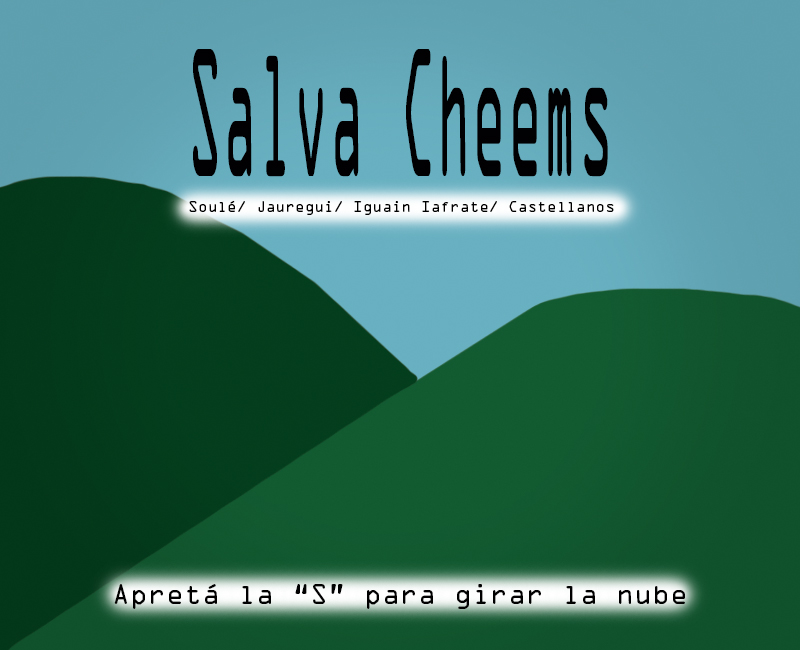 Salva Cheems
Soulé/ Jauregui/ Iguain Iafrate/ Castellanos
Apretá la “S” para girar la nube